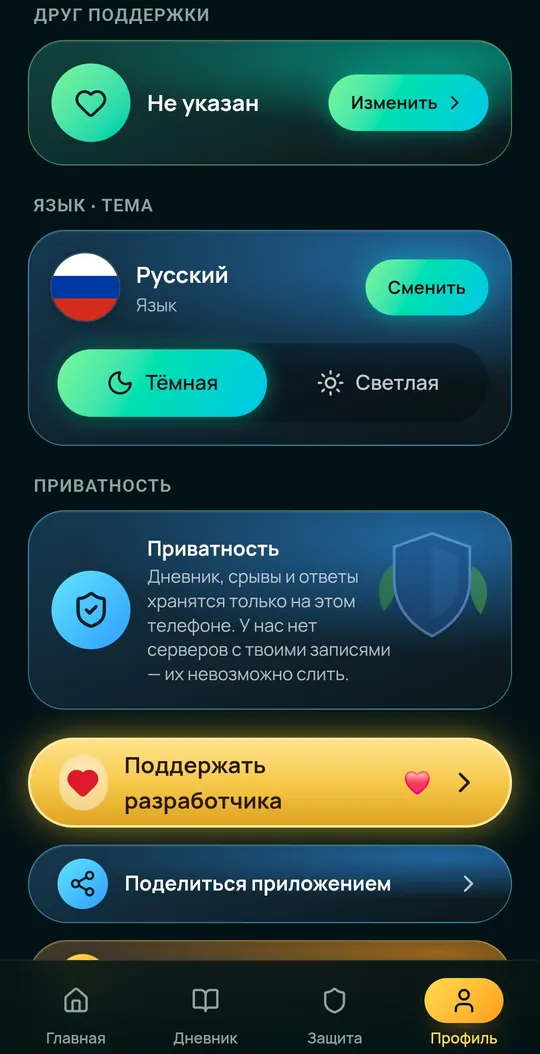 ДРУГ ПОДДЕРЖКИ
Не указан
Изменить
ЯЗЫК · ТЕМА
Русский
Язык
Сменить
Тёмная
Светлая
ПРИВАТНОСТЬ
Приватность
Дневник, срывы и ответы
хранятся только на этом
телефоне. У нас нет
серверов с твоими записями
— их невозможно слить.
Поддержать
разработчика
Поделиться приложением
Главная
Дневник
Защита
Профиль